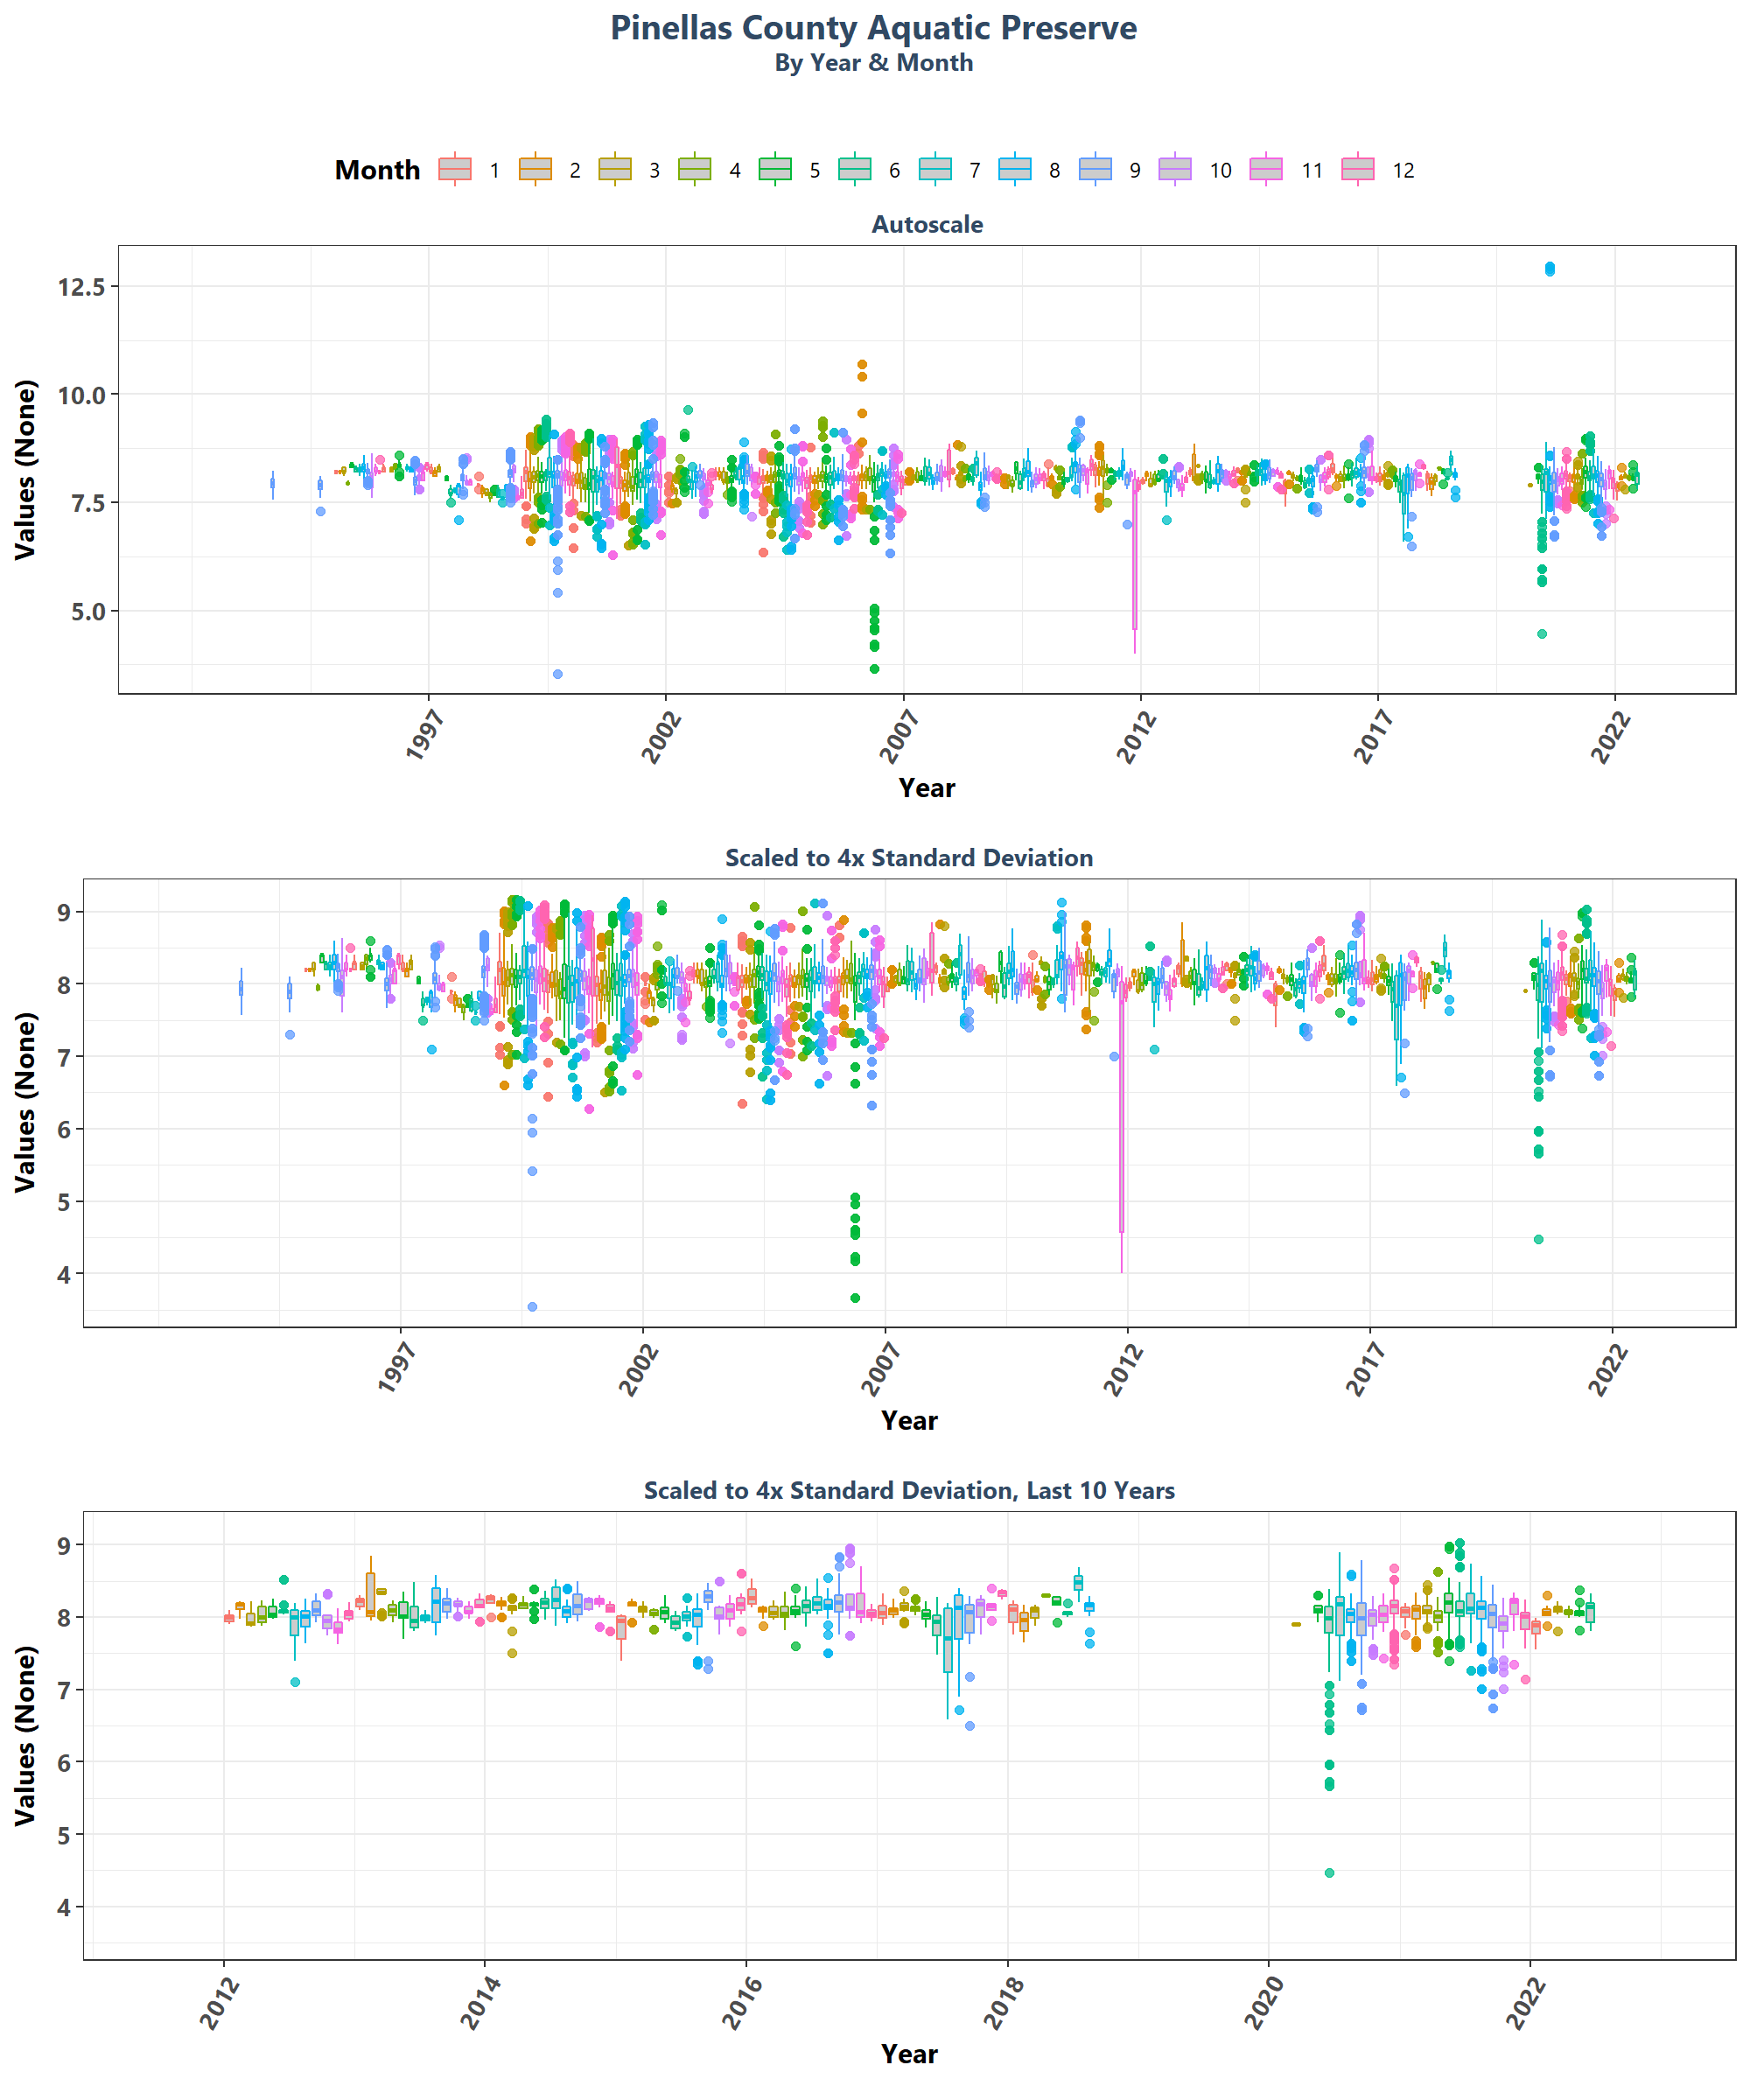 Pinellas County Aquatic Preserve
By Year & Month
Month 1 2 3 4 5 6 7 8 9 10 11 12
Autoscale
Values (None)
12.5
10.0
7.5
5.0
1997 2002 2007 2012 2017 2022
Year
Scaled to 4x Standard Deviation
Values (None)
9
8
7
6
5
4
1997 2002 2007 2012 2017 2022
Year
Scaled to 4x Standard Deviation, Last 10 Years
Values (None)
9
8
7
6
5
4
2012 2014 2016 2018 2020 2022
Year